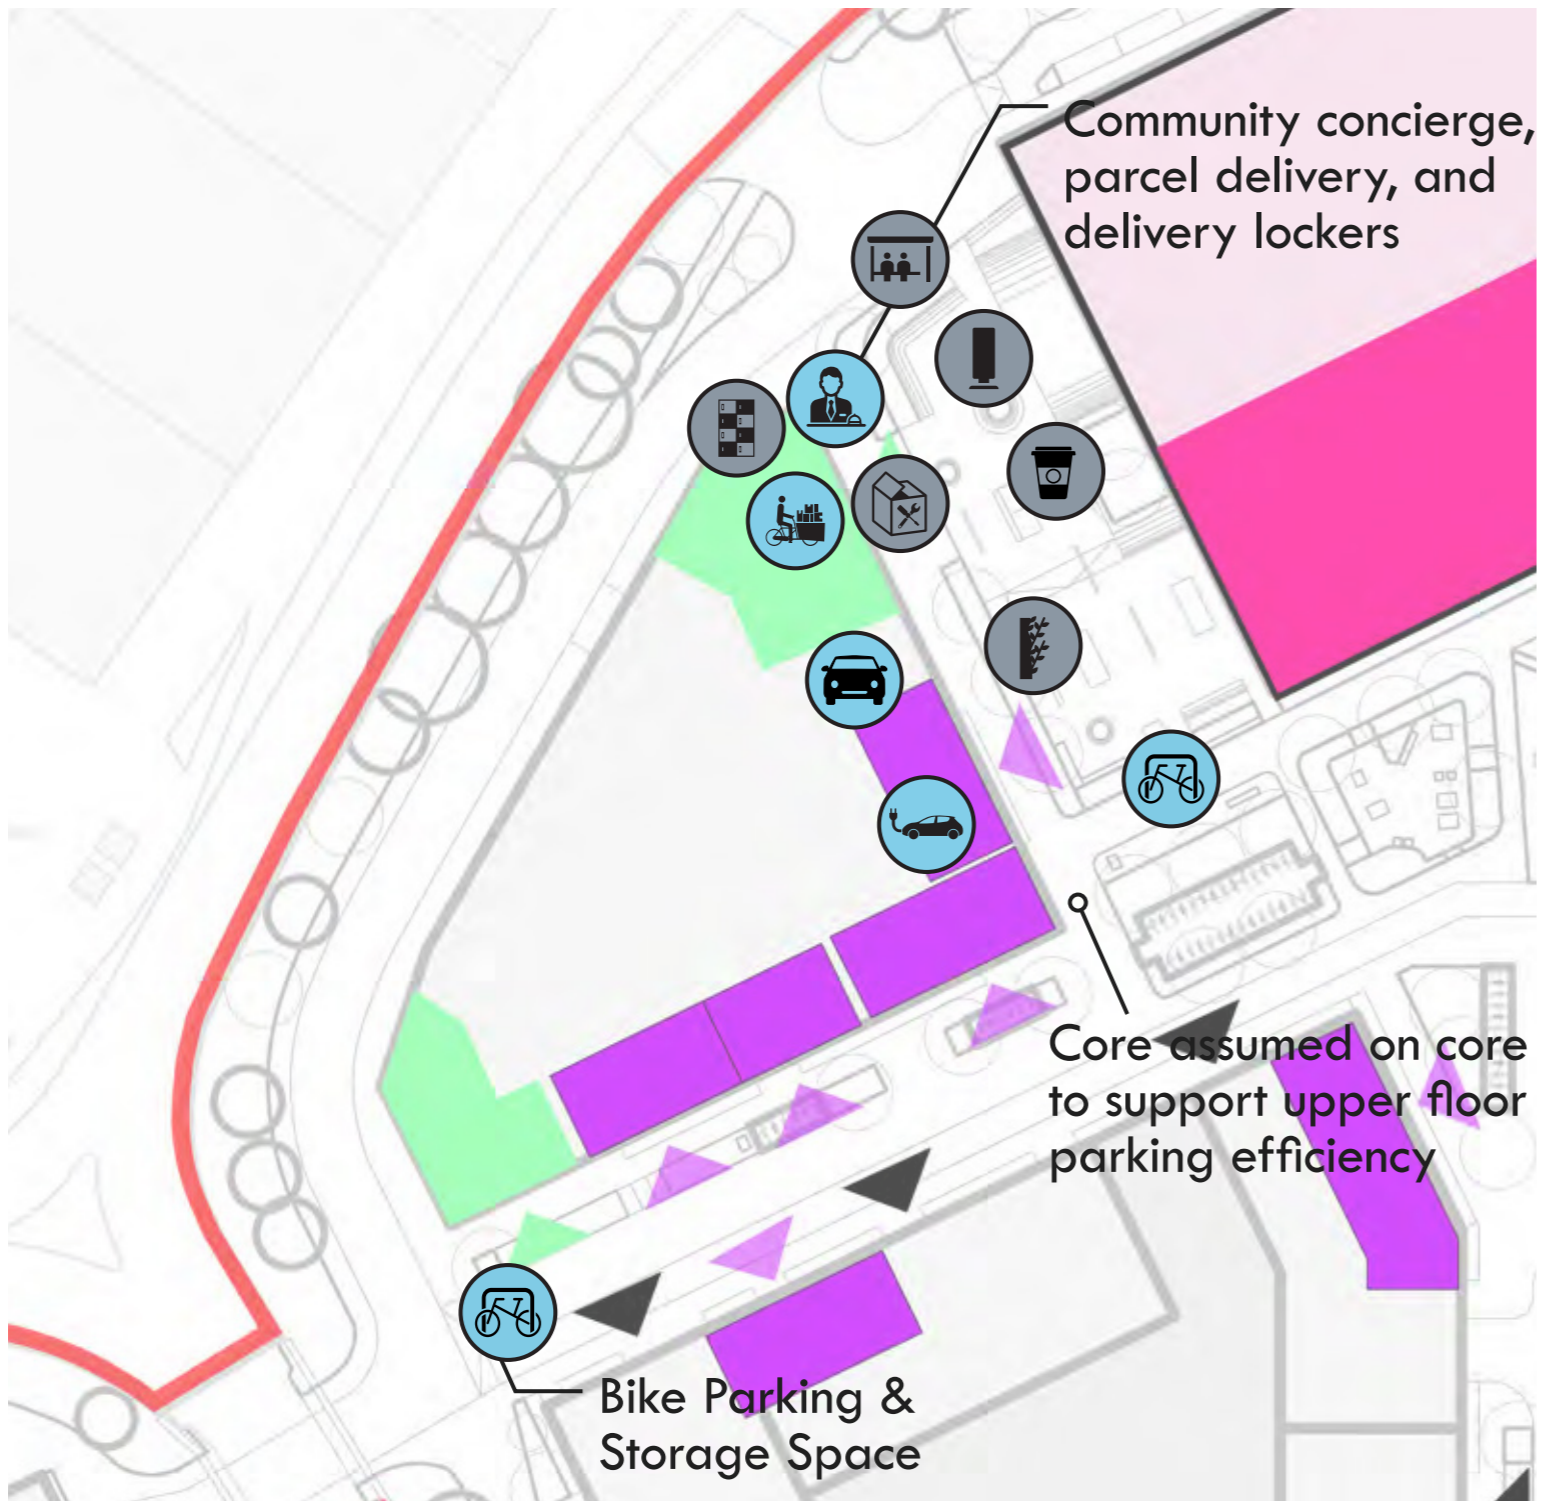 Community concierge,
parcel delivery, and
delivery lockers
Core assumed on core
to support upper floor
parking efficiency
Bike Parking &
Storage Space